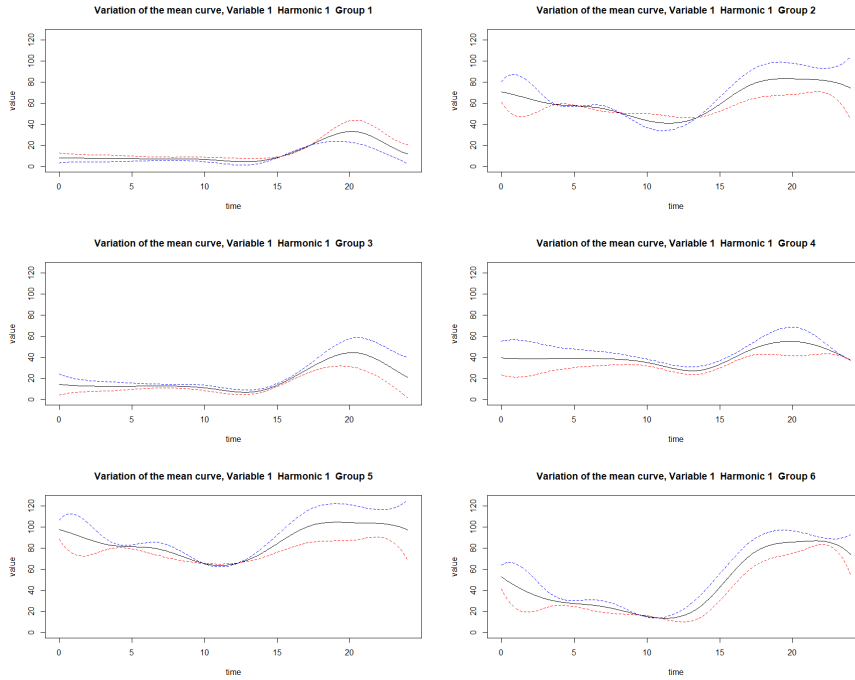 Variation of the mean curve, Variable 1 Harmonic 1 Group 1
value
0 20 40 60 80 100 120
0 5 10 15 20
time
Variation of the mean curve, Variable 1 Harmonic 1 Group 2
value
0 20 40 60 80 100 120
0 5 10 15 20
time
Variation of the mean curve, Variable 1 Harmonic 1 Group 3
value
0 20 40 60 80 100 120
0 5 10 15 20
time
Variation of the mean curve, Variable 1 Harmonic 1 Group 4
value
0 20 40 60 80 100 120
0 5 10 15 20
time
Variation of the mean curve, Variable 1 Harmonic 1 Group 5
value
0 20 40 60 80 100 120
0 5 10 15 20
time
Variation of the mean curve, Variable 1 Harmonic 1 Group 6
value
0 20 40 60 80 100 120
0 5 10 15 20
time